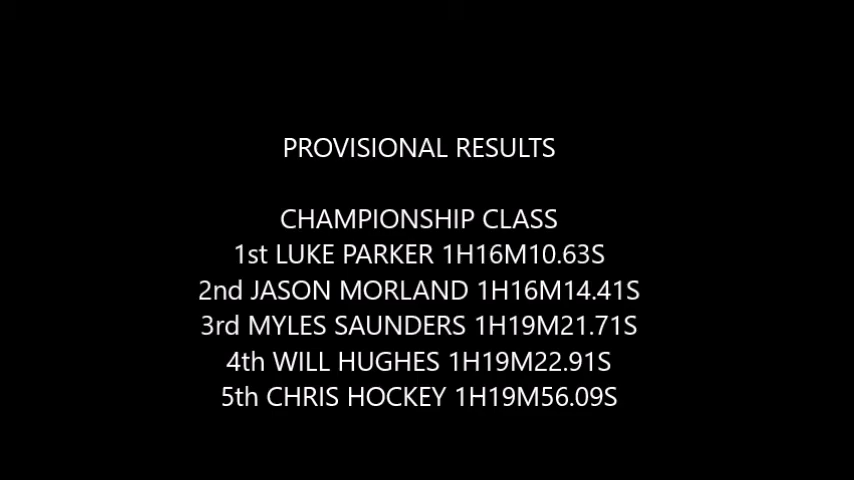 PROVISIONAL RESULTS
CHAMPIONSHIP CLASS
1st LUKE PARKER 1H16M10.63S
2nd JASON MORLAND 1H16M14.41S
3rd MYLES SAUNDERS 1H19M21.71S
4th WILL HUGHES 1H19M22.91S
5th CHRIS HOCKEY 1H19M56.09S